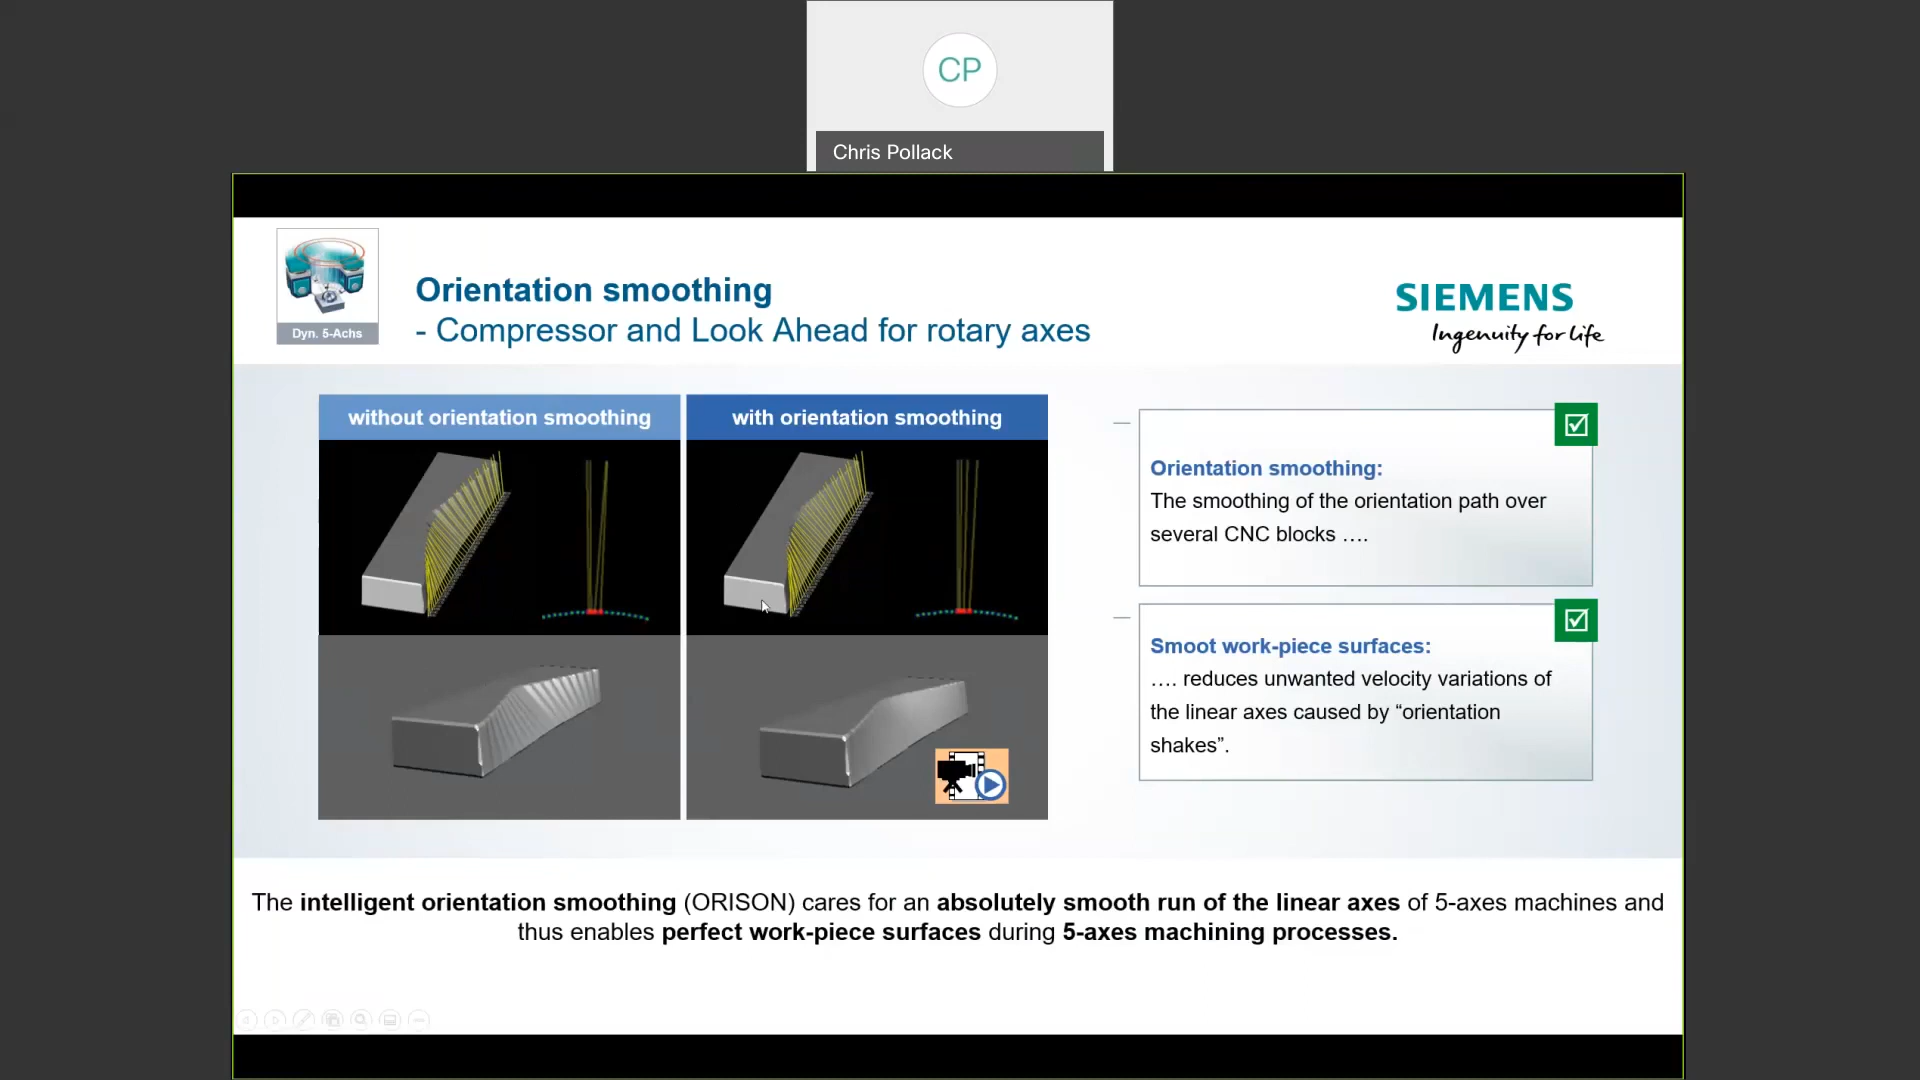 CP
Chris Pollack
Dyn. 5-Achs
Orientation smoothing
- Compressor and Look Ahead for rotary axes
SIEMENS
Ingenuity for life
without orientation smoothing
with orientation smoothing
Orientation smoothing:
The smoothing of the orientation path over
several CNC blocks ….
Smoot work-piece surfaces:
…. reduces unwanted velocity variations of
the linear axes caused by “orientation
shakes”.
The intelligent orientation smoothing (ORISON) cares for an absolutely smooth run of the linear axes of 5-axes machines and
thus enables perfect work-piece surfaces during 5-axes machining processes.